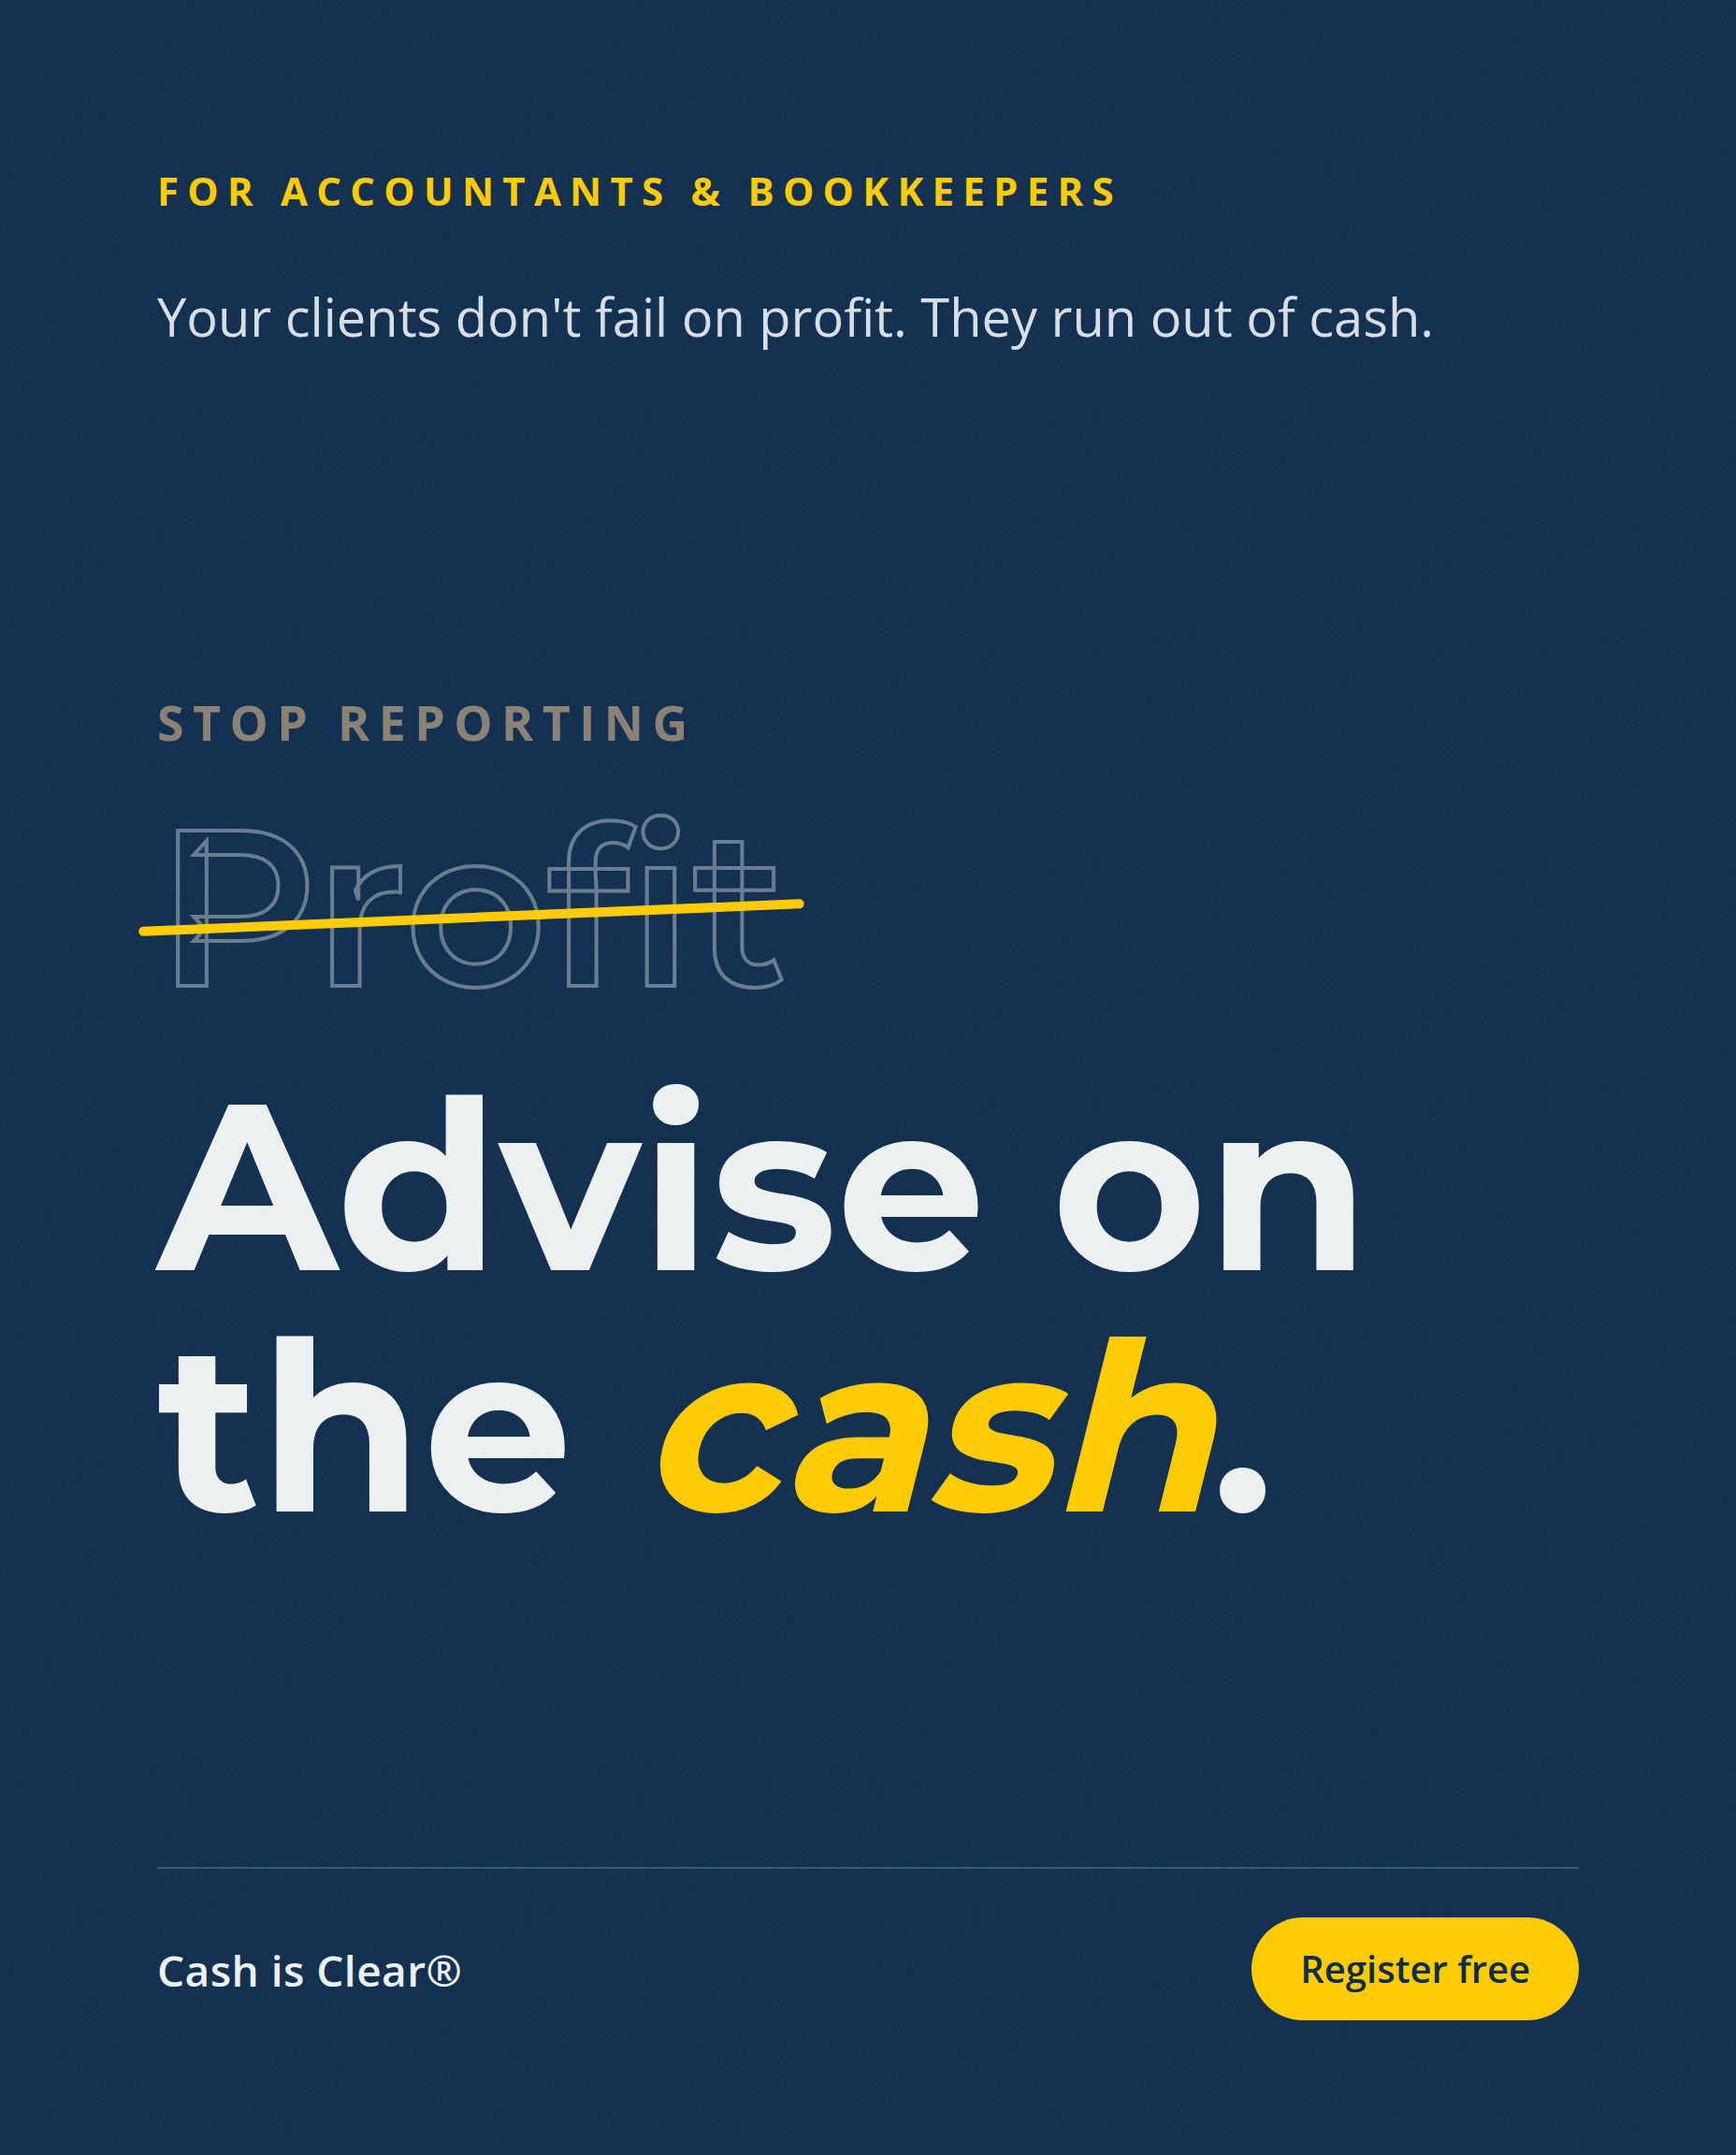 FOR ACCOUNTANTS & BOOKKEEPERS
Your clients don't fail on profit. They run out of cash.
STOP REPORTING
Profit
Advise on
the cash.
Cash is Clear®
Register free